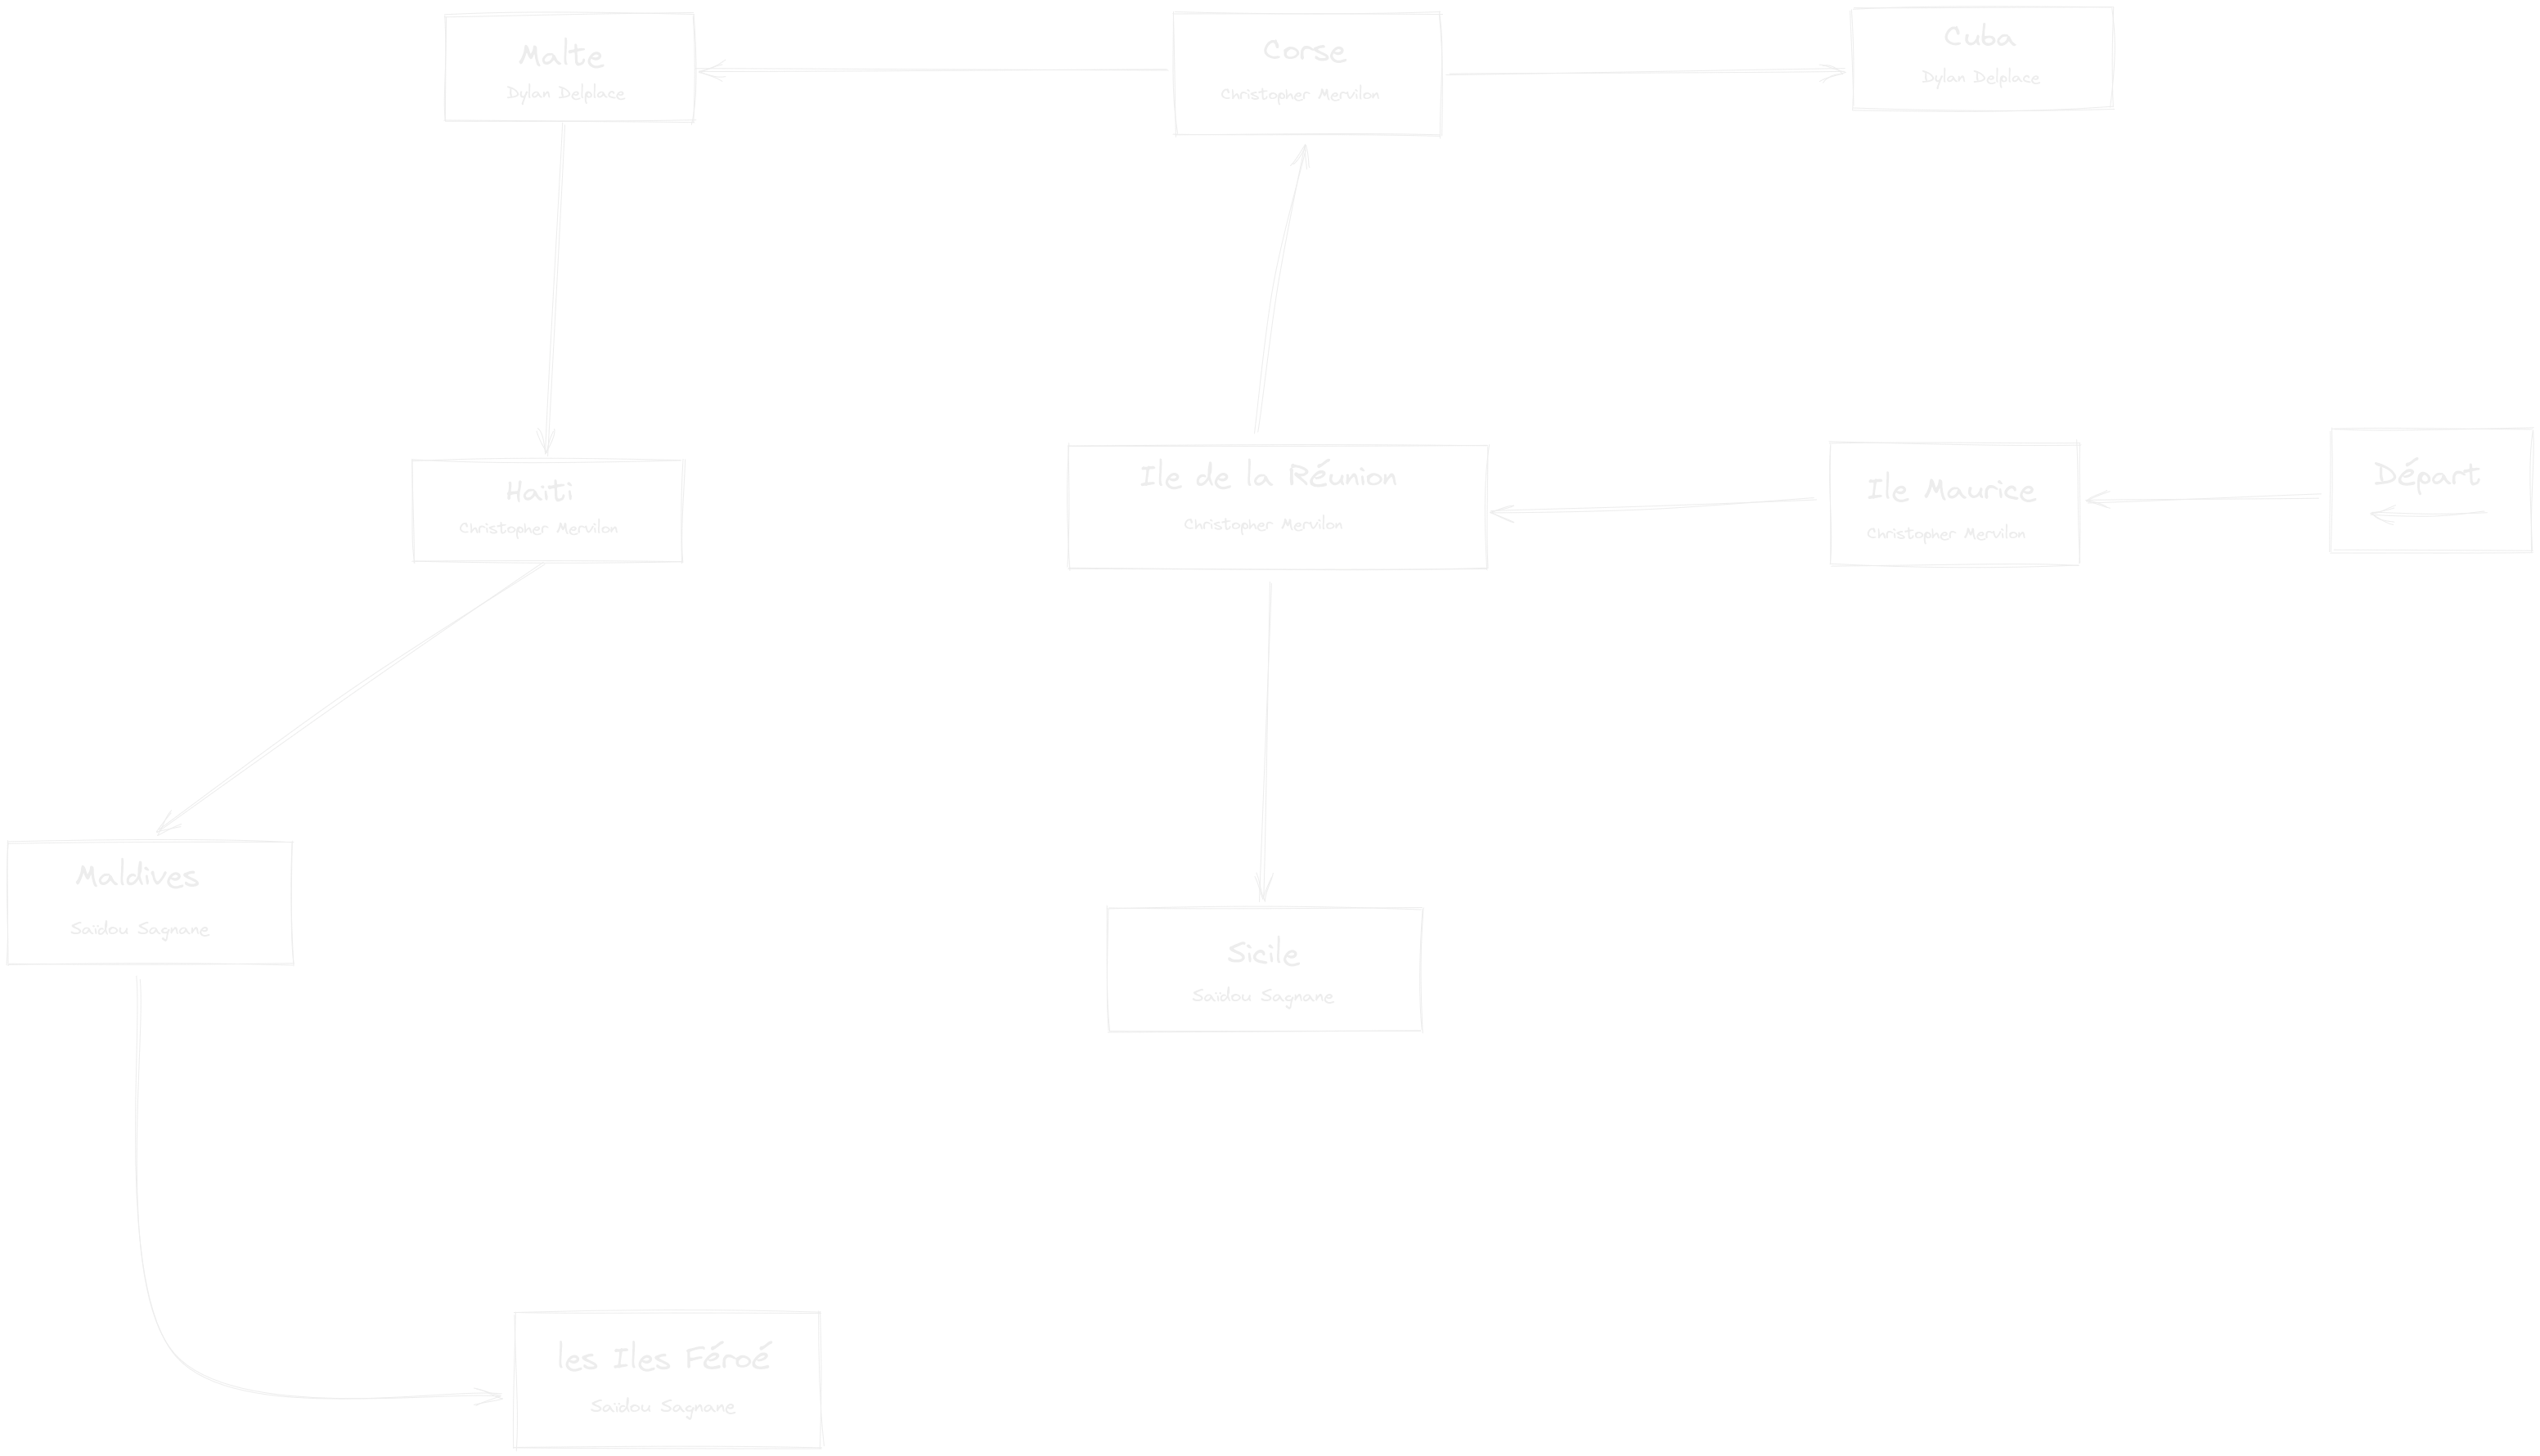 Malte
Dylan Delplace
Corse
Christopher Mervilon
Cuba
Dylan Delplace
Haiti
Christopher Mervilon
Ile de la Réunion
Christopher Mervilon
Ile Maurice
Christopher Mervilon
Départ
Maldives
Saïdou Sagnane
Sicile
Saïdou Sagnane
les Iles Féroé
Saïdou Sagnane